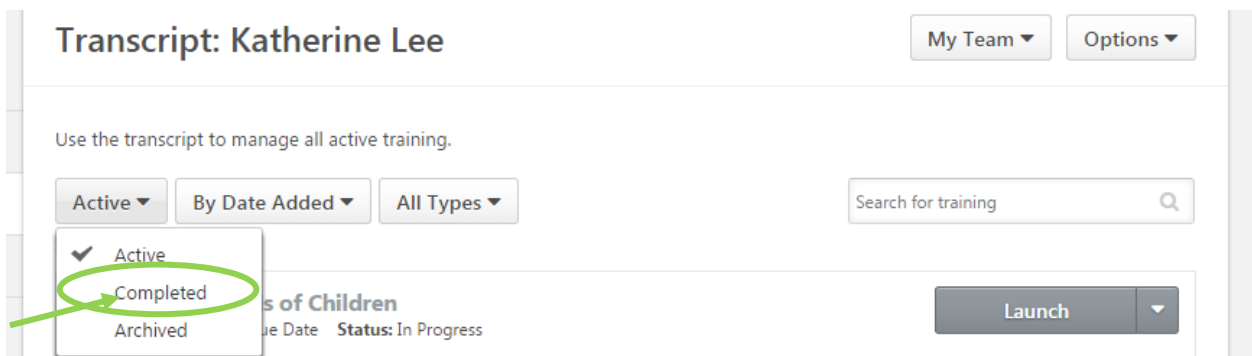 Transcript: Katherine Lee
My Team
Options
Use the transcript to manage all active training.
Active
By Date Added
All Types
Search for training
Active
Completed
Archived
of Children
Date Status: In Progress
Launch